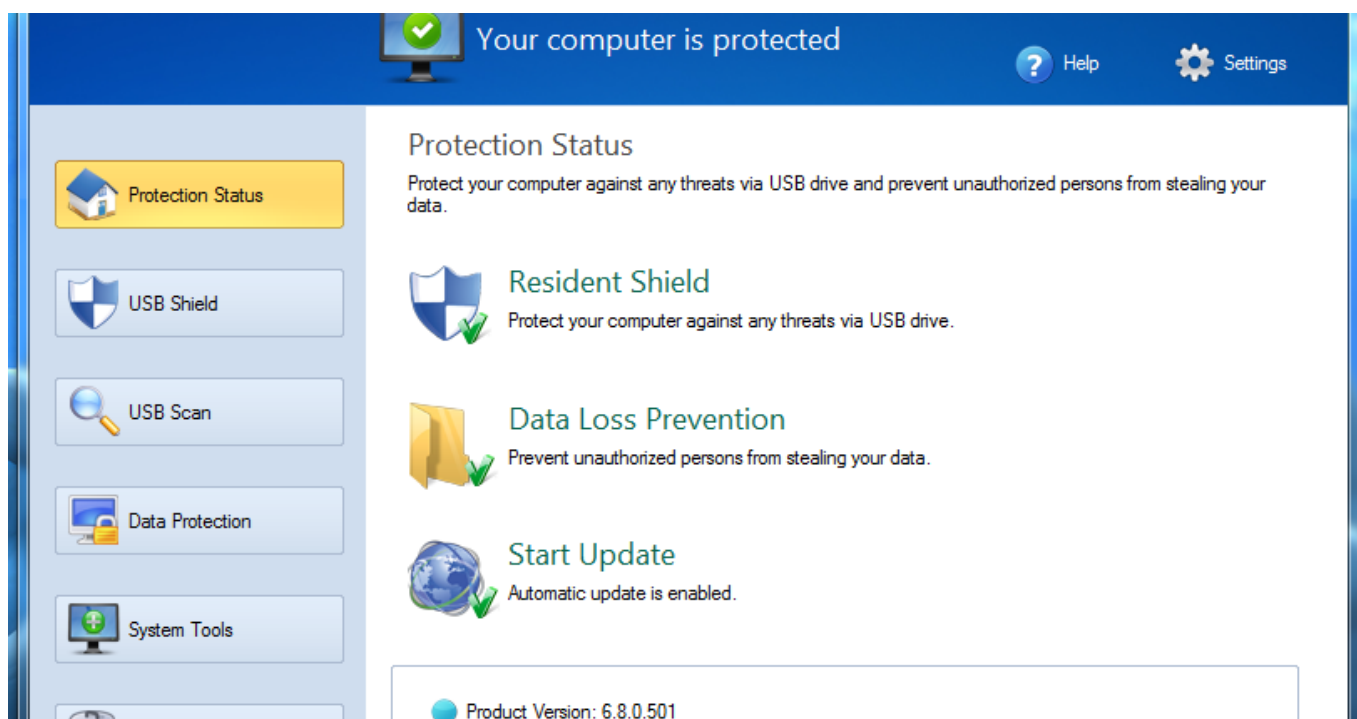 Your computer is protected
Help
Settings
Protection Status
USB Shield
USB Scan
Data Protection
System Tools
Protection Status
Protect your computer against any threats via USB drive and prevent unauthorized persons from stealing your
data.
Resident Shield
Protect your computer against any threats via USB drive.
Data Loss Prevention
Prevent unauthorized persons from stealing your data.
Start Update
Automatic update is enabled.
Product Version: 6.8.0.501